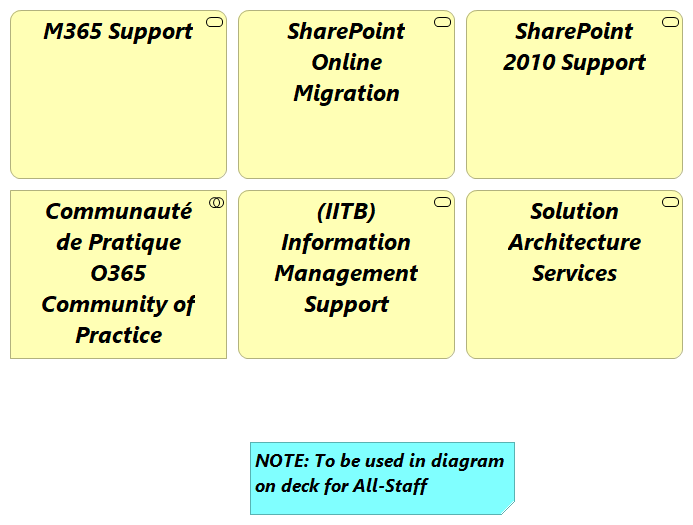 M365 Support
SharePoint
Online
Migration
SharePoint
2010 Support
Communauté
de Pratique
O365
Community of
Practice
(IITB)
Information
Management
Support
Solution
Architecture
Services
NOTE: To be used in diagram
on deck for All-Staff